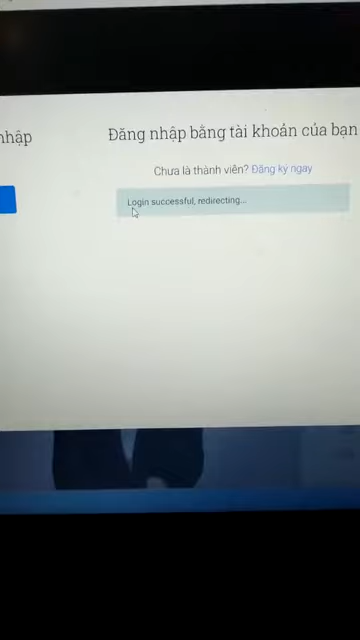 nhập
Đăng nhập bằng tài khoản của bạn
Chưa là thành viên? Đăng ký ngay
Login successful, redirecting...